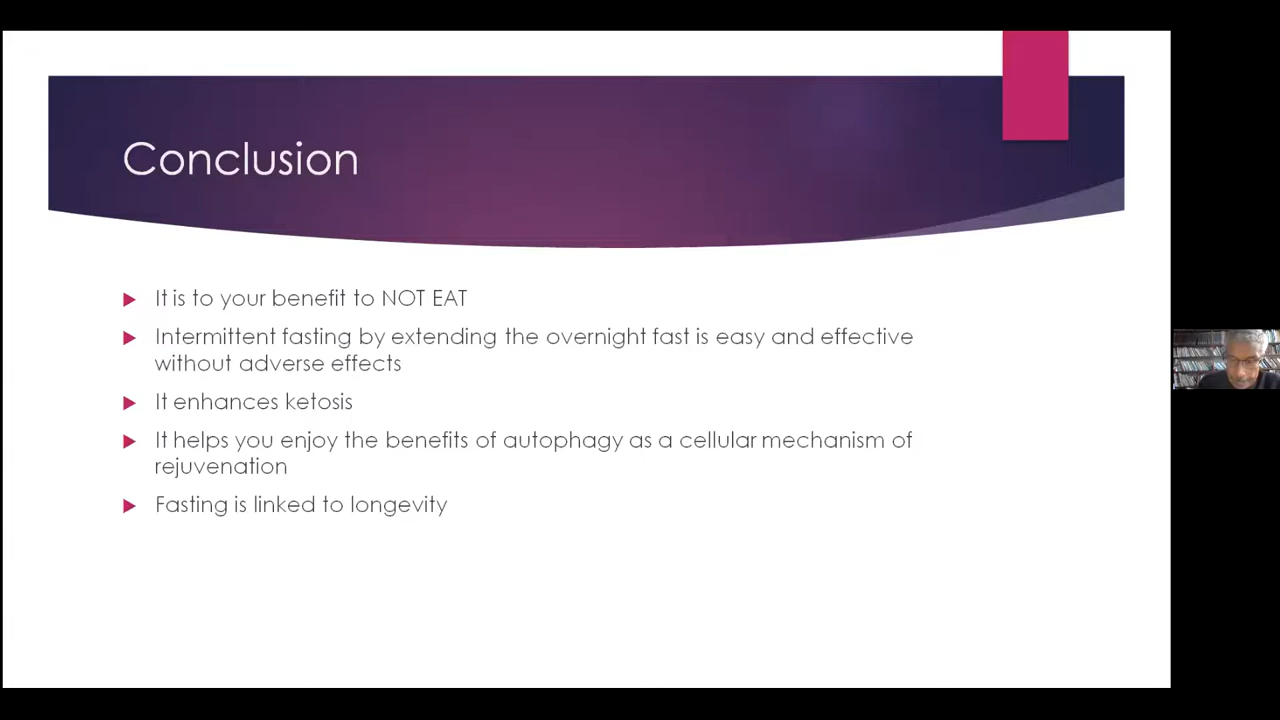 Conclusion
It is to your benefit to NOT EAT
Intermittent fasting by extending the overnight fast is easy and effective
without adverse effects
It enhances ketosis
It helps you enjoy the benefits of autophagy as a cellular mechanism of
rejuvenation
Fasting is linked to longevity